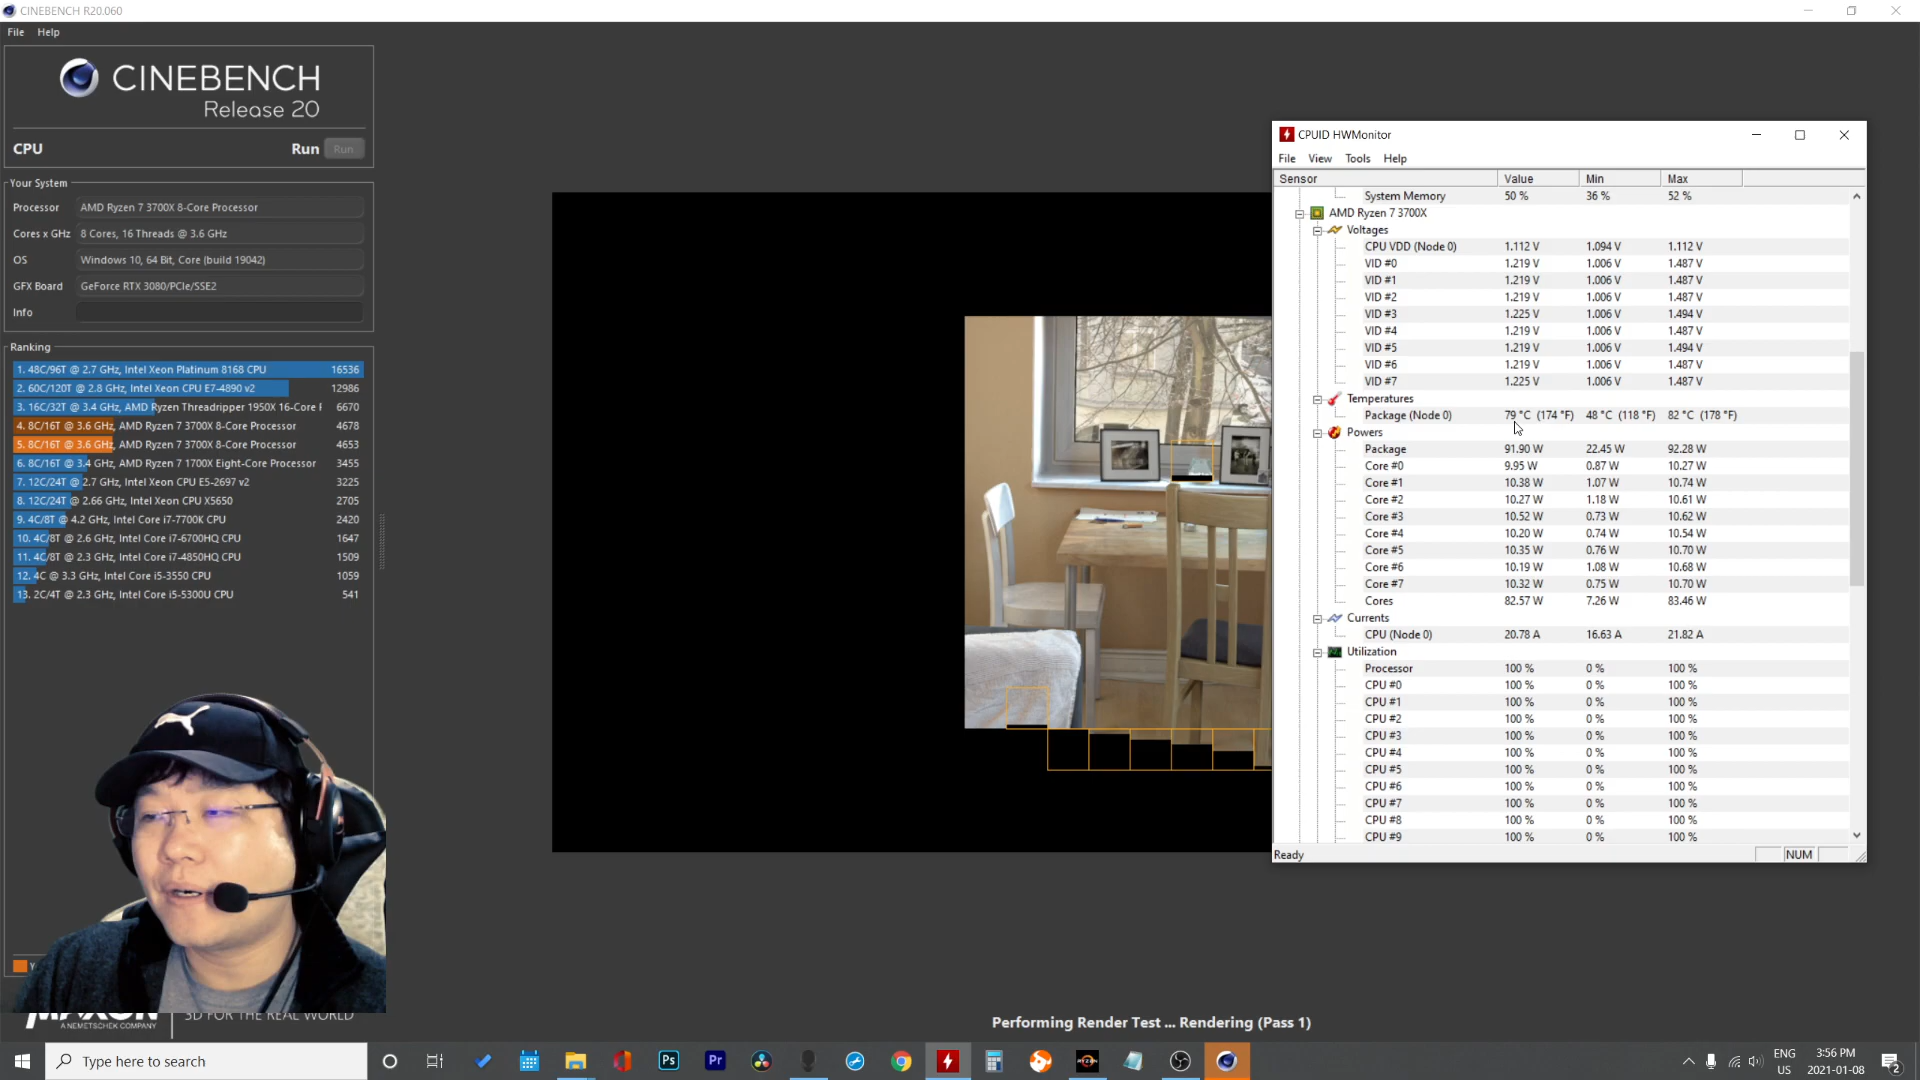 CINEBENCH R20.060
File Help
CINEBENCH
Release 20
CPU Run Run
Your System
Processor AMD Ryzen 7 3700X 8-Core Processor
Cores x GHz 8 Cores, 16 Threads @ 3.6 GHz
OS Windows 10, 64 Bit, Core (build 19042)
GFX Board GeForce RTX 3080/PCIe/SSE2
Info
Ranking
1. 48C/96T @ 2.7 GHz, Intel Xeon Platinum 8168 CPU 16536
2. 60C/120T @ 2.8 GHz, Intel Xeon CPU E7-4890 v2 12986
3. 16C/32T @ 3.4 GHz, AMD Ryzen Threadripper 1950X 16-Core 6670
4. 8C/16T @ 3.6 GHz, AMD Ryzen 7 3700X 8-Core Processor 4678
5. 8C/16T @ 3.6 GHz, AMD Ryzen 7 3700X 8-Core Processor 4653
6. 8C/16T @ 3.4 GHz, AMD Ryzen 7 1700X Eight-Core Processor 3455
7. 12C/24T @ 2.7 GHz, Intel Xeon CPU E5-2697 v2 3225
8. 12C/24T @ 2.66 GHz, Intel Xeon CPU X5650 2705
9. 4C/8T @ 4.2 GHz, Intel Core i7-7700K CPU 2420
10. 4C/8T @ 2.6 GHz, Intel Core i7-6700HQ CPU 1647
11. 4C/8T @ 2.3 GHz, Intel Core i7-4850HQ CPU 1509
12. 4C @ 3.3 GHz, Intel Core i5-3550 CPU 1059
13. 2C/4T @ 2.3 GHz, Intel Core i5-5300U CPU 541
MAXON
A NEMETSCHEK COMPANY
3D FOR THE REAL WORLD
Performing Render Test ... Rendering (Pass 1)
CPUID HWMonitor
File View Tools Help
Sensor Value Min Max
System Memory 50 % 36 % 52 %
AMD Ryzen 7 3700X
Voltages
CPU VDD (Node 0) 1.112 V 1.094 V 1.112 V
VID #0 1.219 V 1.006 V 1.487 V
VID #1 1.219 V 1.006 V 1.487 V
VID #2 1.219 V 1.006 V 1.487 V
VID #3 1.225 V 1.006 V 1.494 V
VID #4 1.219 V 1.006 V 1.487 V
VID #5 1.219 V 1.006 V 1.494 V
VID #6 1.219 V 1.006 V 1.487 V
VID #7 1.225 V 1.006 V 1.487 V
Temperatures
Package (Node 0) 79 °C (174 °F) 48 °C (118 °F) 82 °C (178 °F)
Powers
Package 91.90 W 22.45 W 92.28 W
Core #0 9.95 W 0.87 W 10.27 W
Core #1 10.38 W 1.07 W 10.74 W
Core #2 10.27 W 1.18 W 10.61 W
Core #3 10.52 W 0.73 W 10.62 W
Core #4 10.20 W 0.74 W 10.54 W
Core #5 10.35 W 0.76 W 10.70 W
Core #6 10.19 W 1.08 W 10.68 W
Core #7 10.32 W 0.75 W 10.70 W
Cores 82.57 W 7.26 W 83.46 W
Currents
CPU (Node 0) 20.78 A 16.63 A 21.82 A
Utilization
Processor 100 % 0 % 100 %
CPU #0 100 % 0 % 100 %
CPU #1 100 % 0 % 100 %
CPU #2 100 % 0 % 100 %
CPU #3 100 % 0 % 100 %
CPU #4 100 % 0 % 100 %
CPU #5 100 % 0 % 100 %
CPU #6 100 % 0 % 100 %
CPU #7 100 % 0 % 100 %
CPU #8 100 % 0 % 100 %
CPU #9 100 % 0 % 100 %
Ready NUM
Type here to search
Ps
Pr
RYZEN
ENG
US
3:56 PM
2021-01-08
2